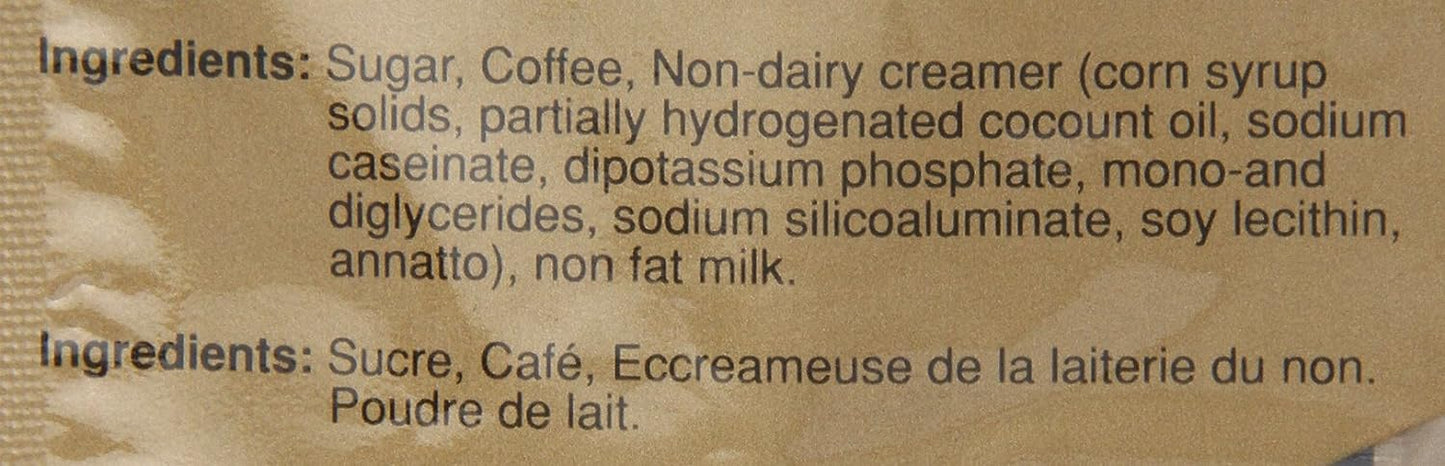 Ingredients: Sugar, Coffee, Non-dairy creamer (corn syrup
solids, partially hydrogenated cocount oil, sodium
caseinate, dipotassium phosphate, mono-and
diglycerides, sodium silicoaluminate, soy lecithin,
annatto), non fat milk.
Ingredients: Sucre, Café, Eccreameuse de la laiterie du non.
Poudre de lait.